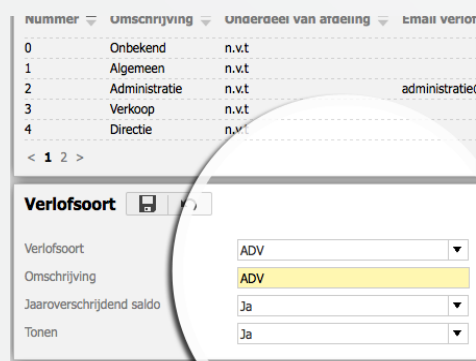 Nummer Omschrijving Onderdeel van afdeling Email verlof
0 Onbekend n.v.t
1 Algemeen n.v.t
2 Administratie n.v.t administratie@
3 Verkoop n.v.t
4 Directie n.v.t
< 1 2 >
Verlofsoort
Verlofsoort ADV
Omschrijving ADV
Jaaroverschrijdend saldo Ja
Tonen Ja